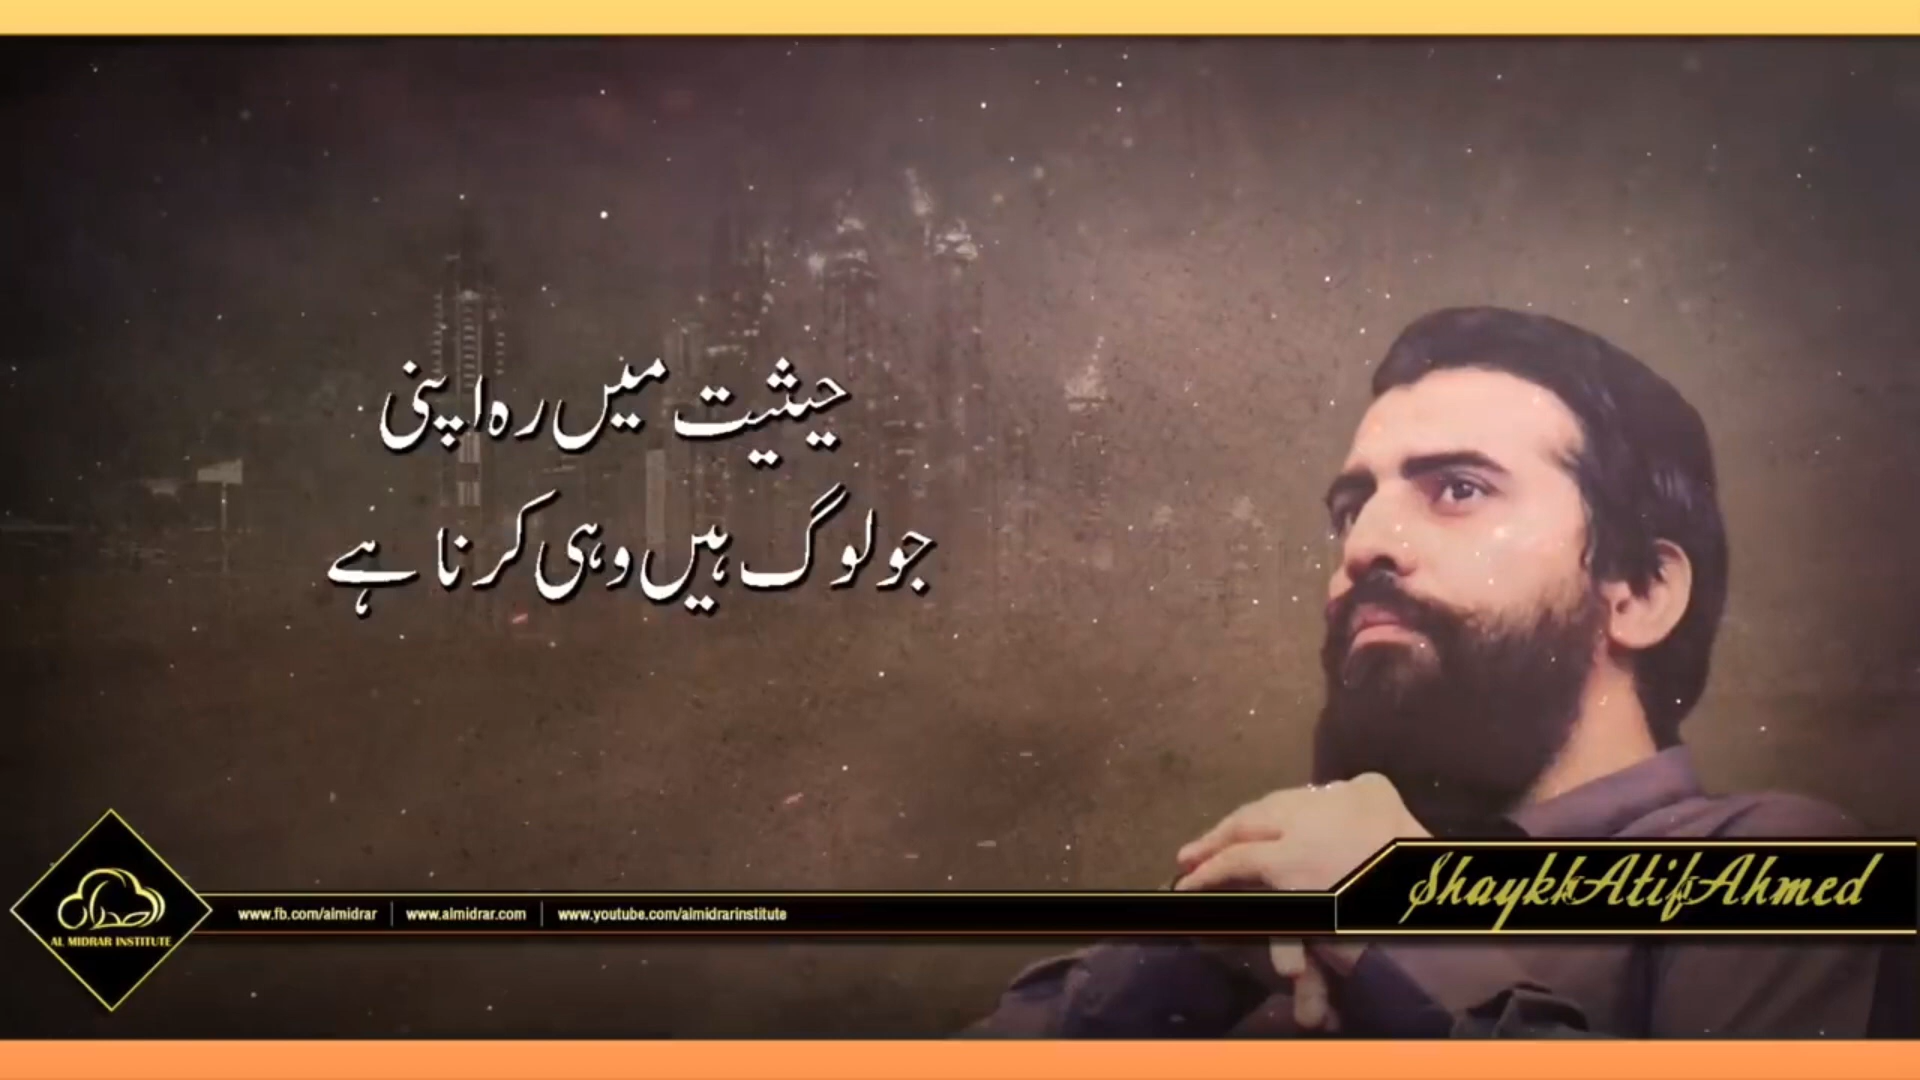 حیثیت میں رہ اپنی
جو لوگ ہیں وہی کرنا ہے
ShaykhAtifAhmed
www.fb.com/almidrar | www.almidrar.com | www.youtube.com/almidrarinstitute
AL MIDRAR INSTITUTE